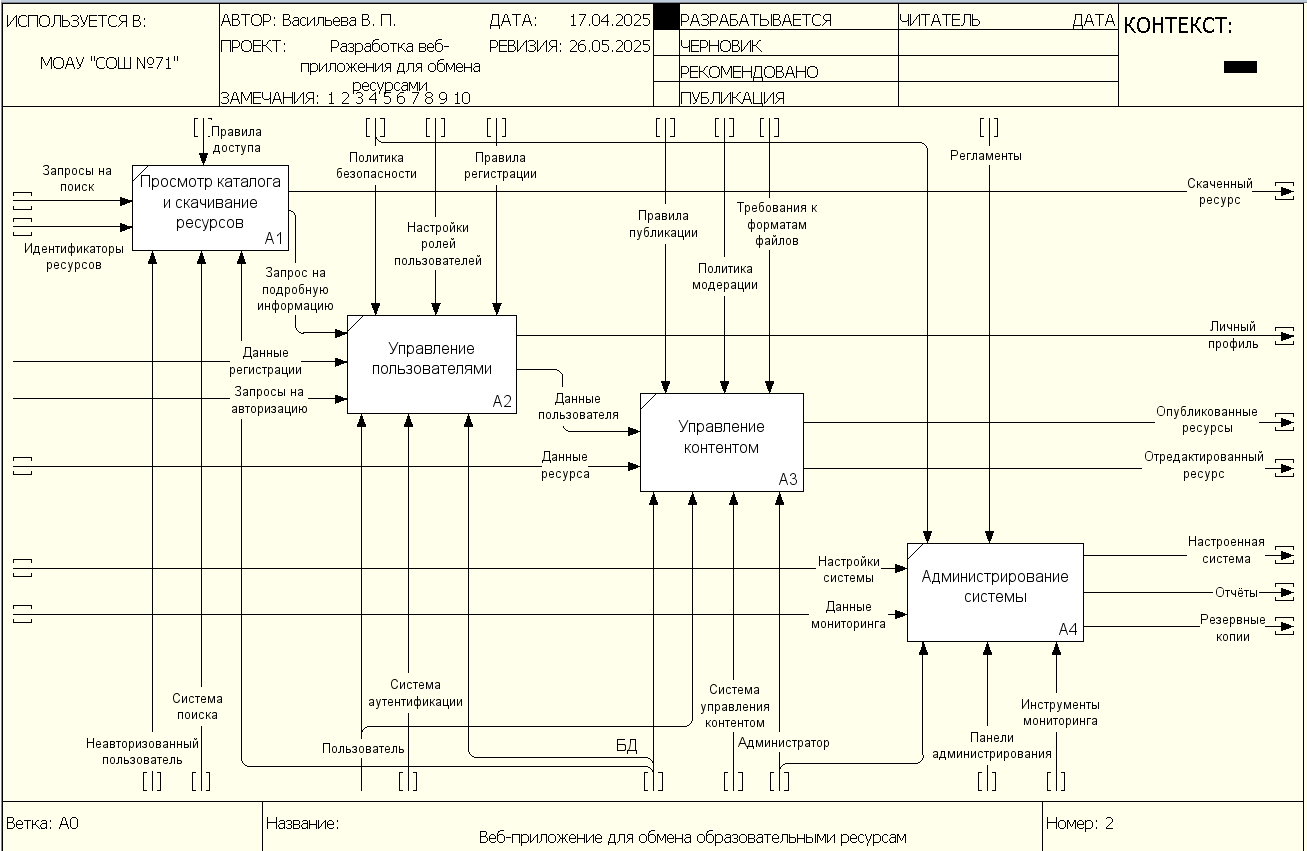 ИСПОЛЬЗУЕТСЯ В:
МОАУ "СОШ №71"
АВТОР: Васильева В. П.
ДАТА: 17.04.2025
ПРОЕКТ: Разработка веб-
приложения для обмена
ресурсами
РЕВИЗИЯ: 26.05.2025
ЗАМЕЧАНИЯ: 1 2 3 4 5 6 7 8 9 10
РАЗРАБАТЫВАЕТСЯ
ЧЕРНОВИК
РЕКОМЕНДОВАНО
ПУБЛИКАЦИЯ
ЧИТАТЕЛЬ
ДАТА
КОНТЕКСТ:
Правила
доступа
Политика
безопасности
Правила
регистрации
Регламенты
Запросы на
поиск
Просмотр каталога
и скачивание
ресурсов
A1
Скаченный
ресурс
Идентификаторы
ресурсов
Настройки
ролей
пользователей
Правила
публикации
Требования к
форматам
файлов
Политика
модерации
Запрос на
подробную
информацию
Данные
регистрации
Запросы на
авторизацию
Управление
пользователями
A2
Личный
профиль
Данные
пользователя
Данные
ресурса
Управление
контентом
A3
Опубликованные
ресурсы
Отредактированный
ресурс
Настройки
системы
Данные
мониторинга
Администрирование
системы
A4
Настроенная
система
Отчёты
Резервные
копии
Система
поиска
Неавторизованный
пользователь
Система
аутентификации
Пользователь
БД
Система
управления
контентом
Администратор
Инструменты
мониторинга
Панели
администрирования
Ветка: A0
Название:
Веб-приложение для обмена образовательными ресурсам
Номер: 2